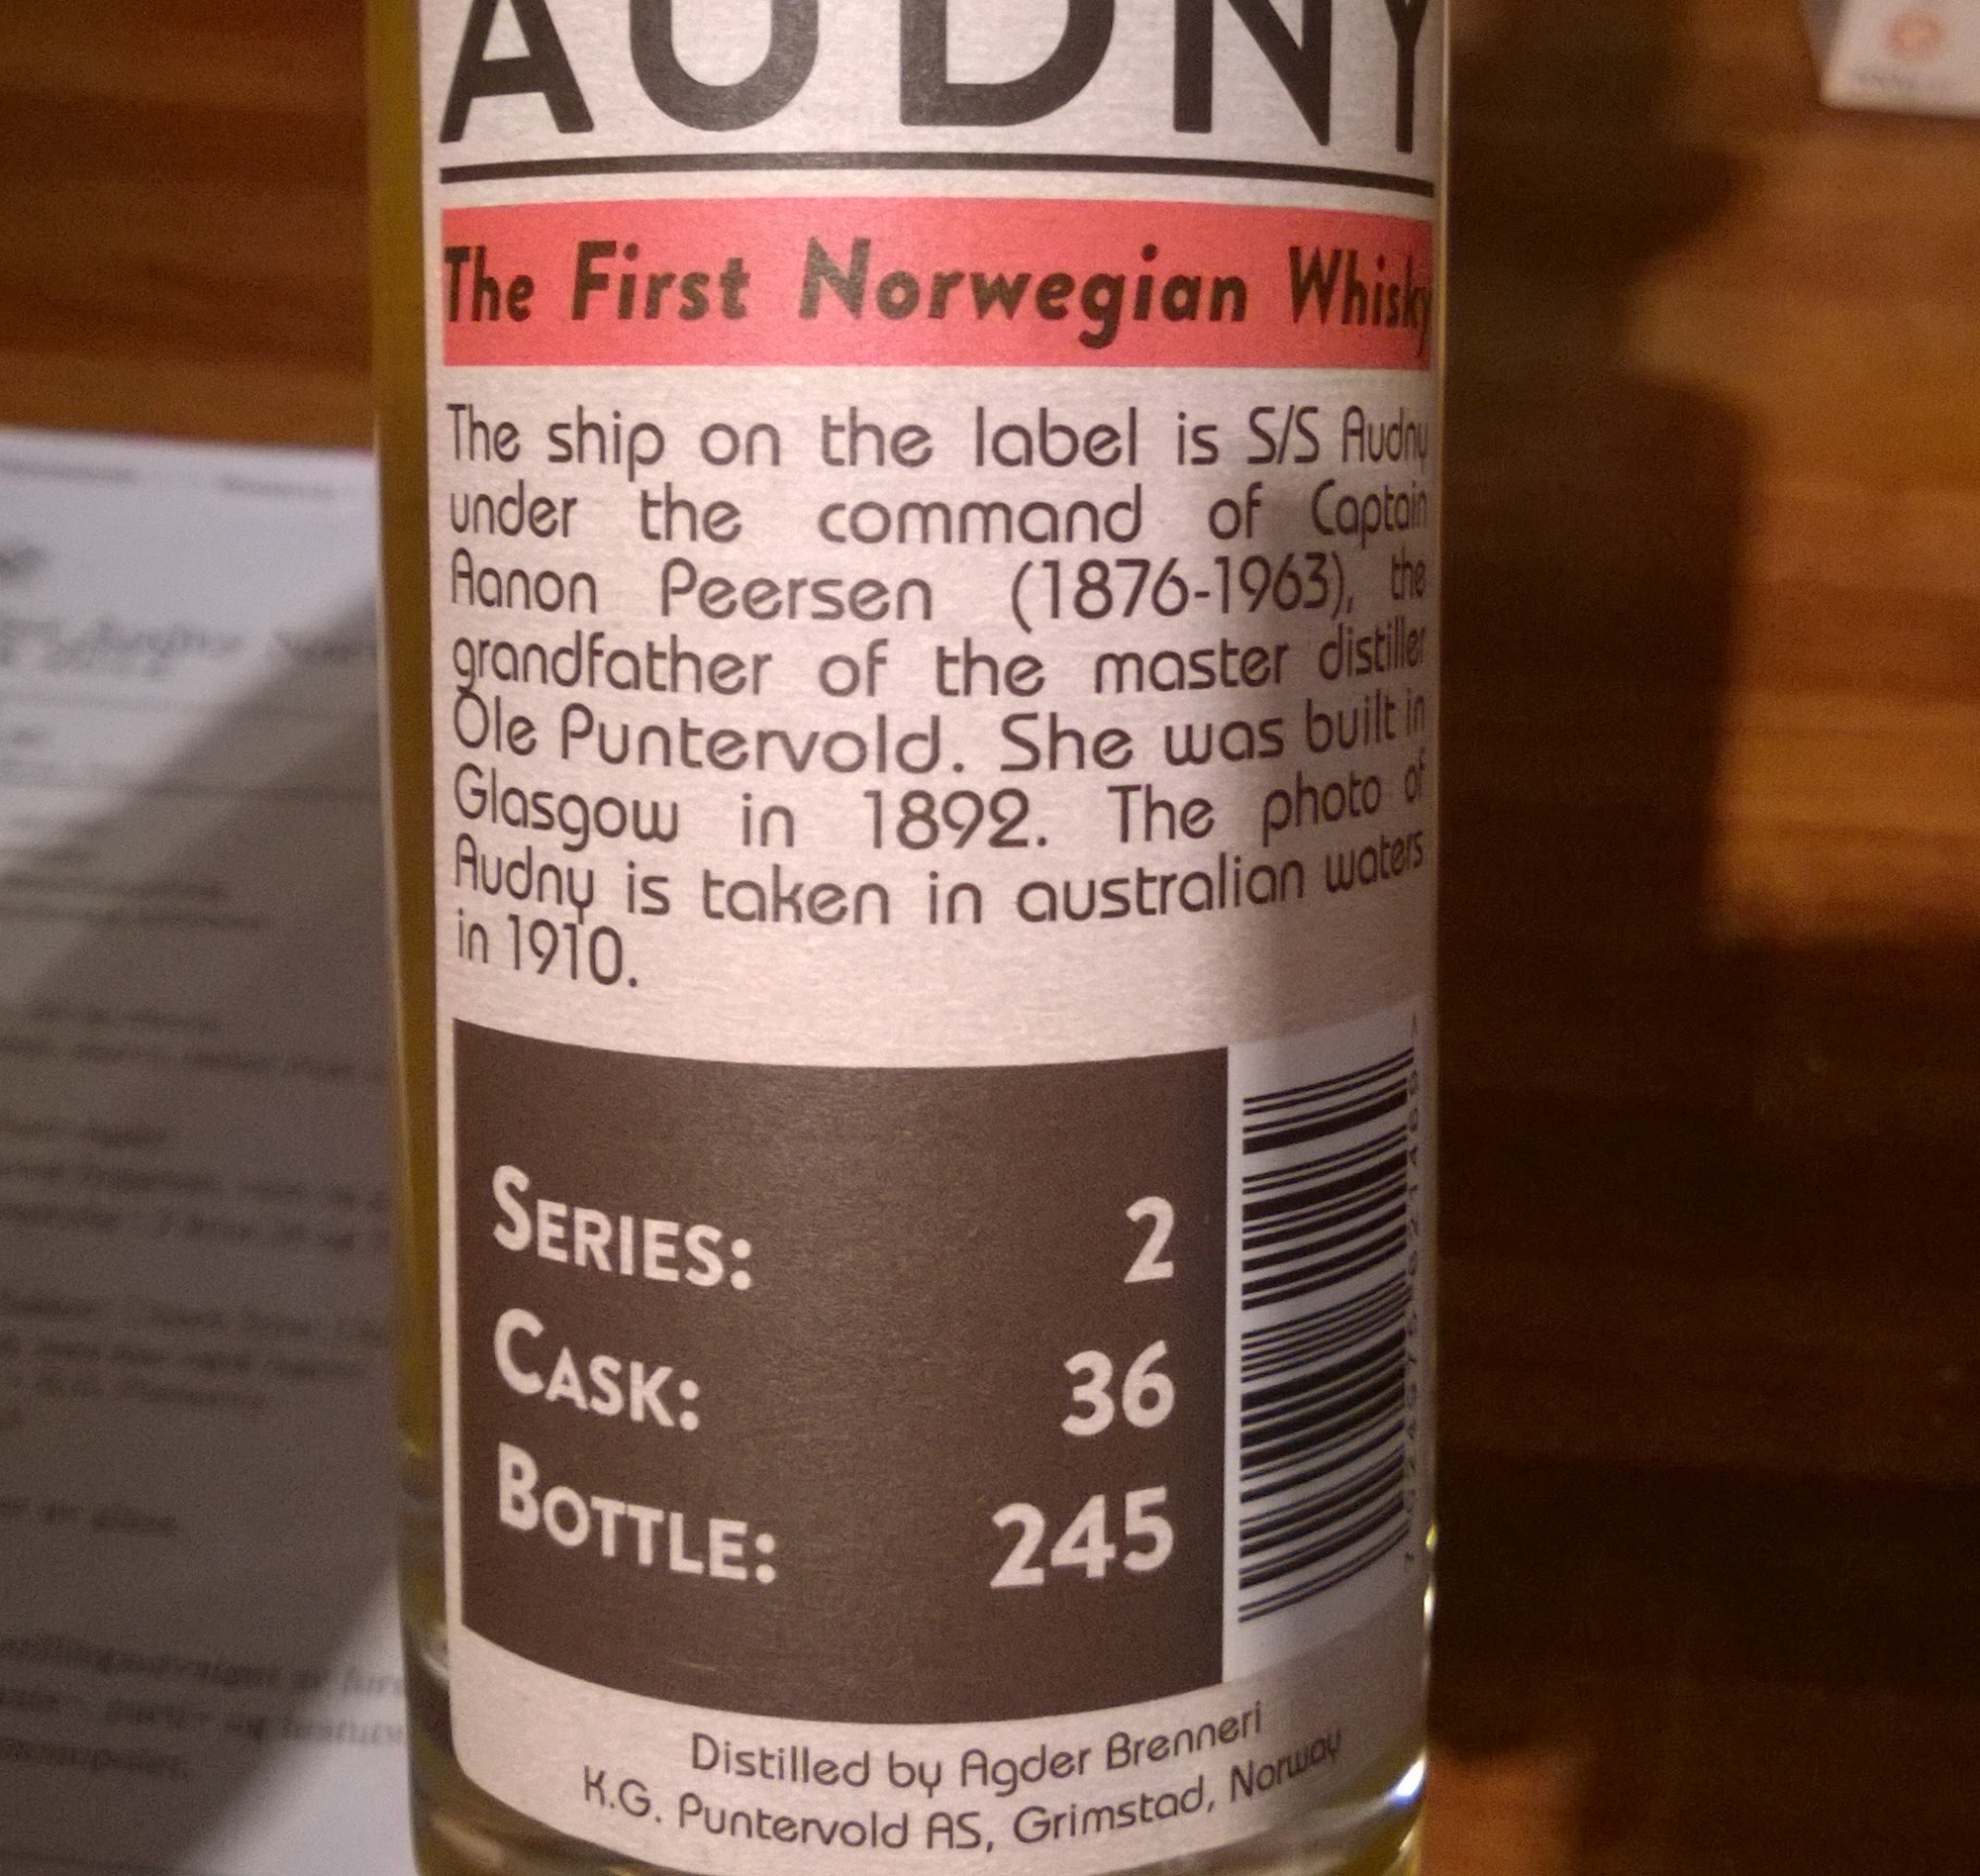 AUDNY
The First Norwegian Whisky
The ship on the label is S/S Audny
under the command of Captain
Aanon Peersen (1876-1963), the
grandfather of the master distiller
Ole Puntervold. She was built in
Glasgow in 1892. The photo of
Audny is taken in australian waters
in 1910.
SERIES: 2
CASK: 36
BOTTLE: 245
Distilled by Agder Brenneri
K.G. Puntervold AS, Grimstad, Norway